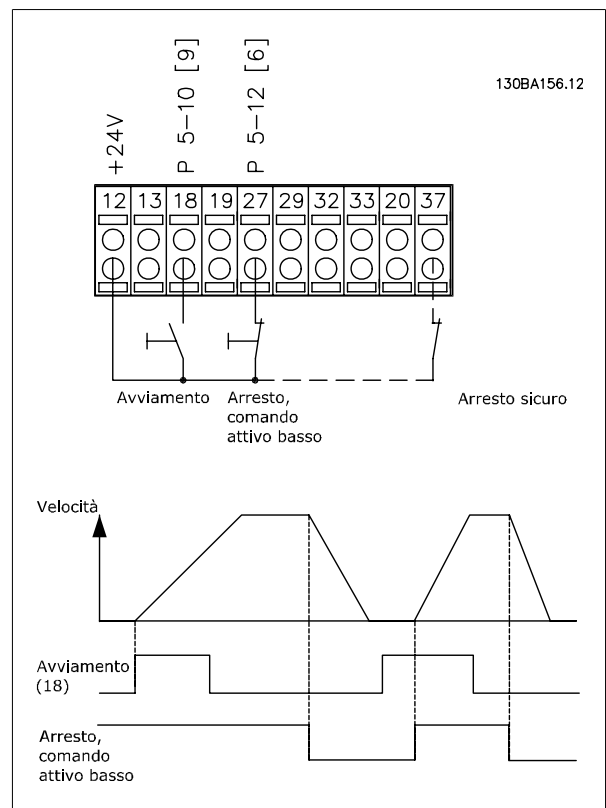 P 5-10 [9]
P 5-12 [6]
130BA156.12
+24V
12 13 18 19 27 29 32 33 20 37
Avviamento
Arresto,
comando
attivo basso
Arresto sicuro
Velocità
Avviamento
(18)
Arresto,
comando
attivo basso